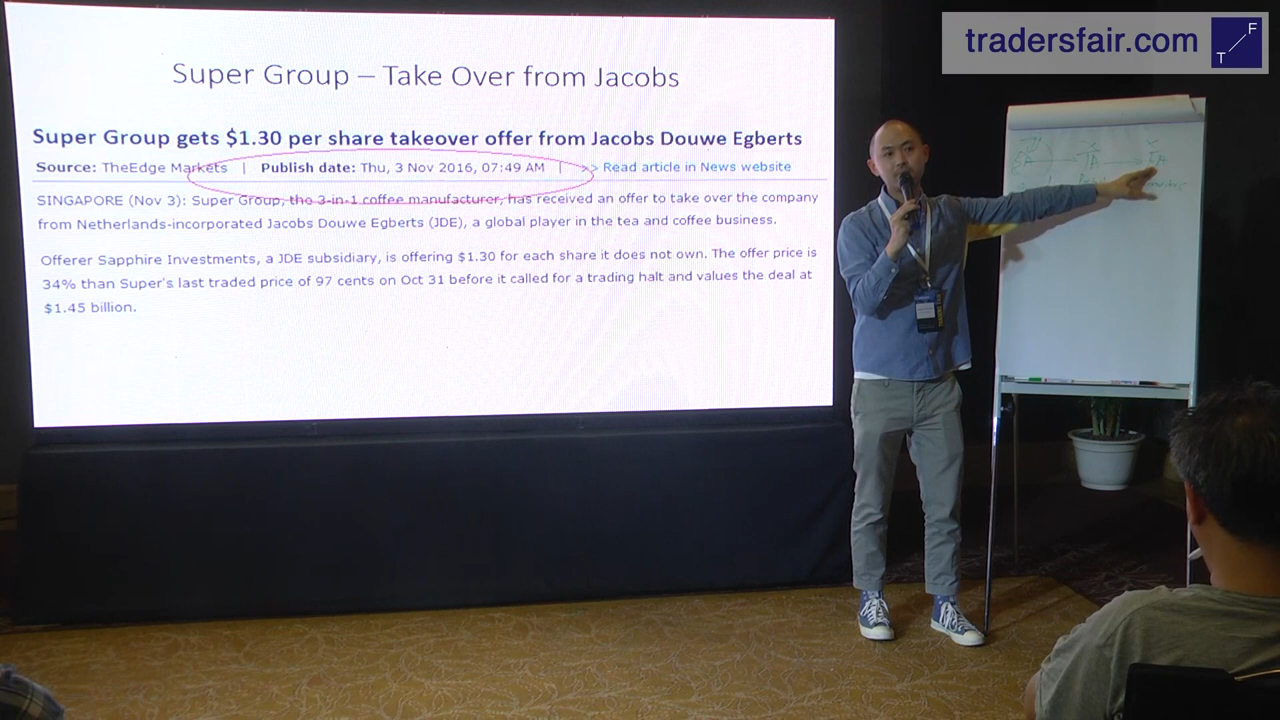 tradersfair.com
F
T
Super Group – Take Over from Jacobs
Super Group gets $1.30 per share takeover offer from Jacobs Douwe Egberts
Source: TheEdge Markets | Publish date: Thu, 3 Nov 2016, 07:49 AM | >> Read article in News website
SINGAPORE (Nov 3): Super Group, the 3-in-1 coffee manufacturer, has received an offer to take over the company
from Netherlands-incorporated Jacobs Douwe Egberts (JDE), a global player in the tea and coffee business.
Offerer Sapphire Investments, a JDE subsidiary, is offering $1.30 for each share it does not own. The offer price is
34% than Super's last traded price of 97 cents on Oct 31 before it called for a trading halt and values the deal at
$1.45 billion.